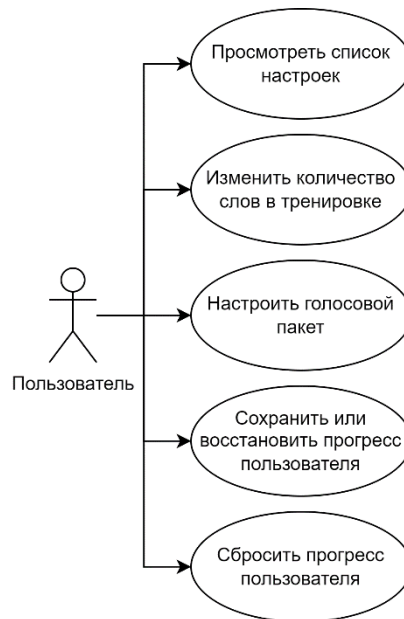 Просмотреть список
настроек
Изменить количество
слов в тренировке
Настроить голосовой
пакет
Пользователь
Сохранить или
восстановить прогресс
пользователя
Сбросить прогресс
пользователя